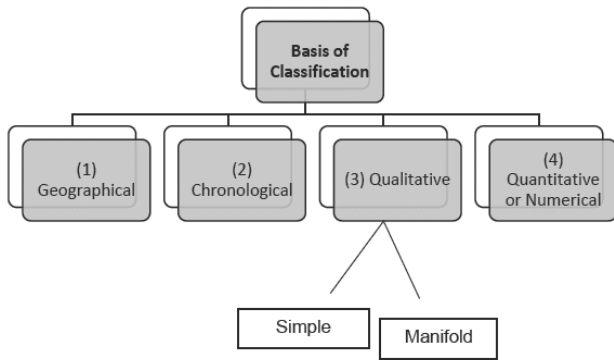 Basis of
Classification
(1)
Geographical
(2)
Chronological
(3) Qualitative
(4)
Quantitative
or Numerical
Simple
Manifold